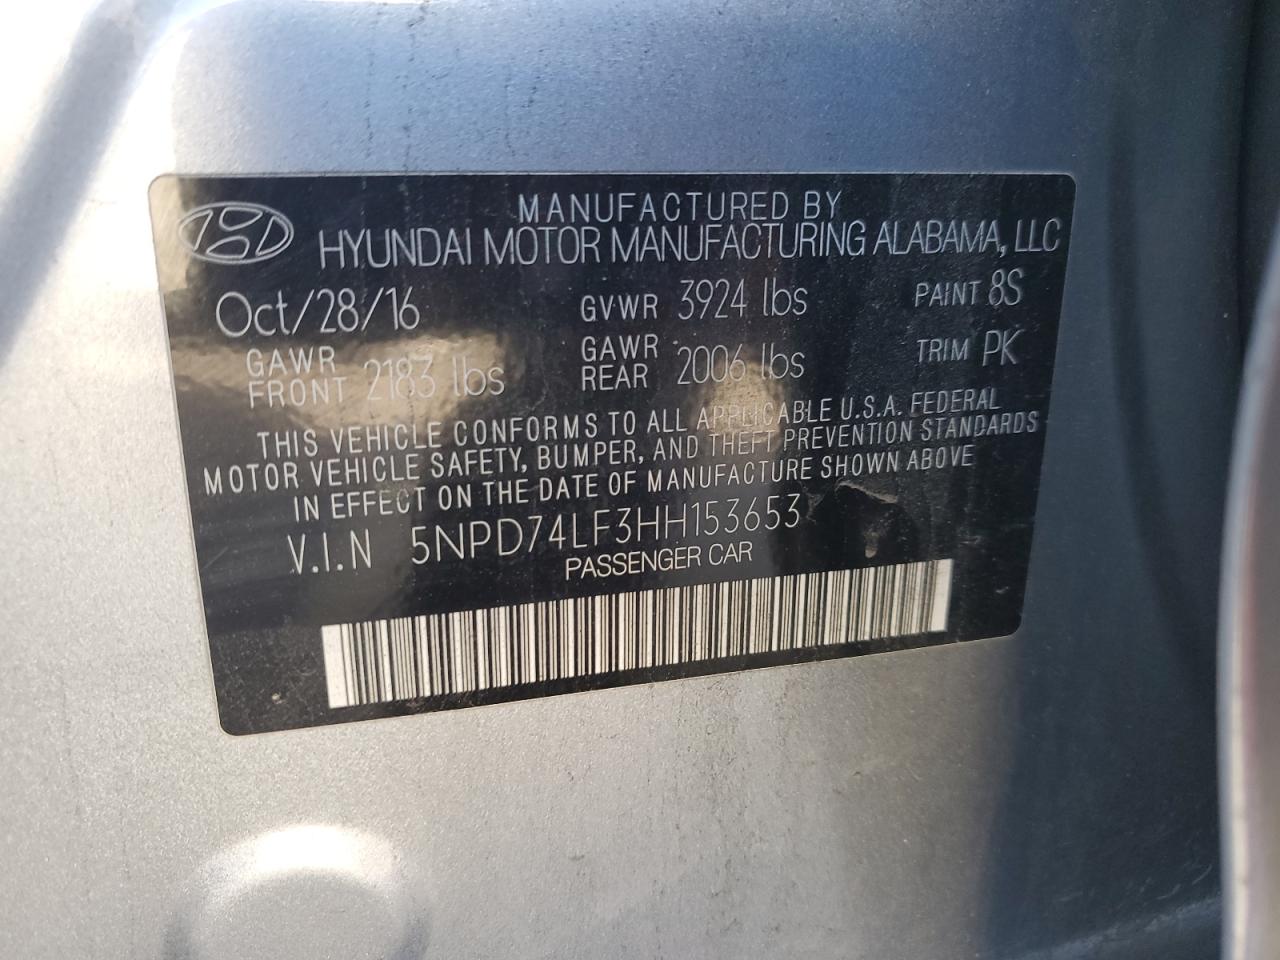 MANUFACTURED BY
HYUNDAI MOTOR MANUFACTURING ALABAMA, LLC
Oct/28/16 GVWR 3924 lbs PAINT 8S
GAWR FRONT 2183 lbs GAWR REAR 2006 lbs TRIM PK
THIS VEHICLE CONFORMS TO ALL APPLICABLE U.S.A. FEDERAL
MOTOR VEHICLE SAFETY, BUMPER, AND THEFT PREVENTION STANDARDS
IN EFFECT ON THE DATE OF MANUFACTURE SHOWN ABOVE
V.I.N 5NPD74LF3HH153653
PASSENGER CAR